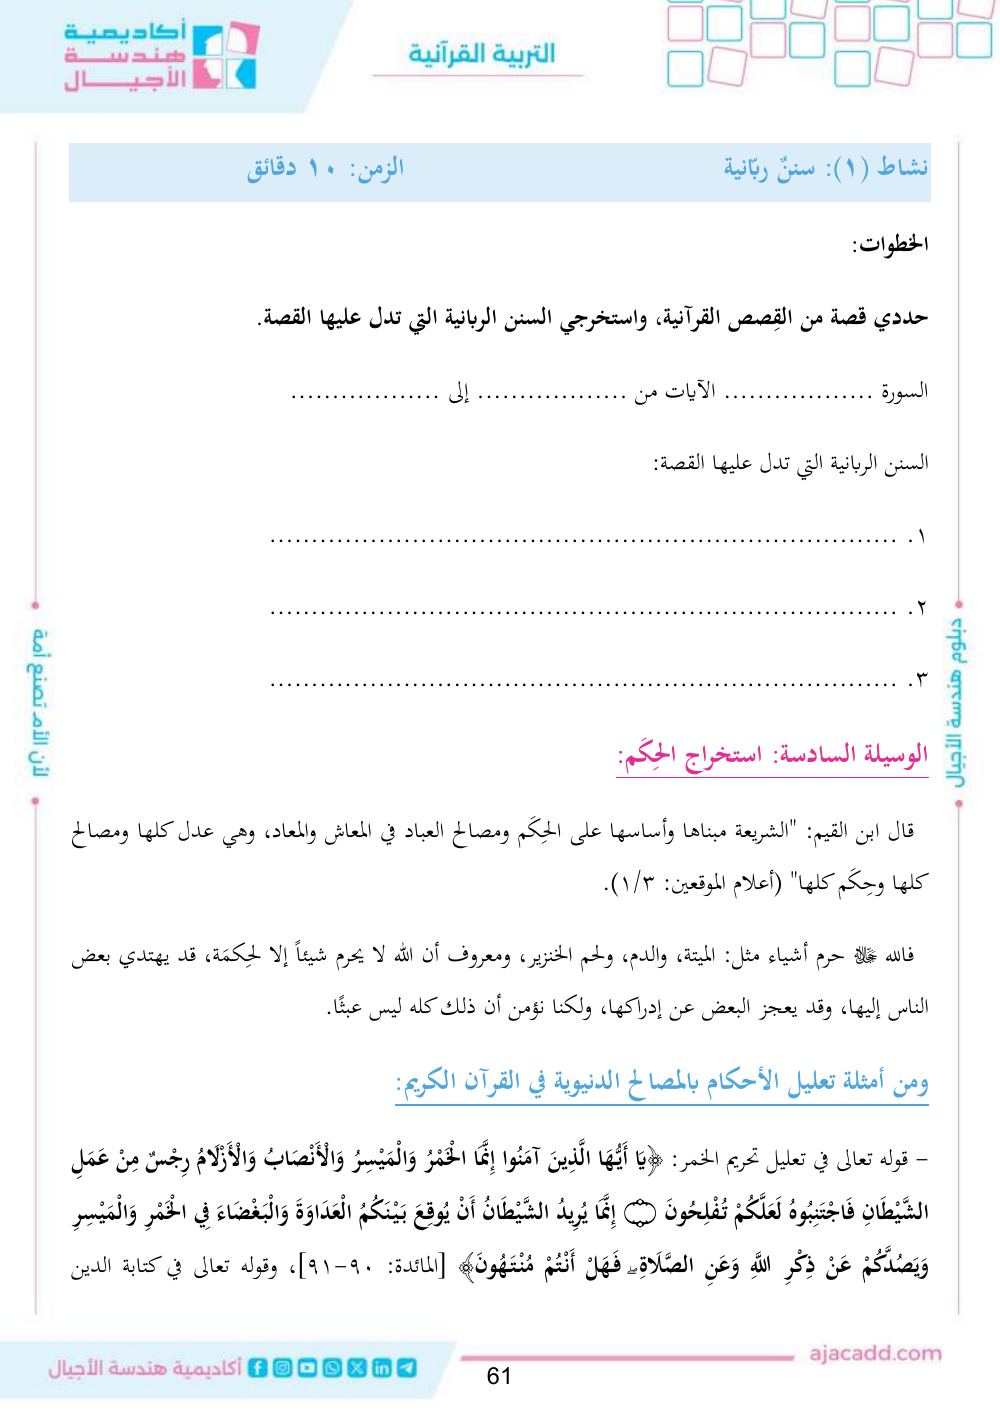 أكاديمية
هندسة
الأجيال
التربية القرآنية
نشاط (١): سننٌ ربّانية الزمن: ١٠ دقائق
الخطوات:
حددي قصة من القِصص القرآنية، واستخرجي السنن الربانية التي تدل عليها القصة.
السورة .................. الآيات من .................. إلى ..................
السنن الربانية التي تدل عليها القصة:
١. ..........................................................................
٢. ..........................................................................
٣. ..........................................................................
الوسيلة السادسة: استخراج الحِكَم:
قال ابن القيم: "الشريعة مبناها وأساسها على الحِكَم ومصالح العباد في المعاش والمعاد، وهي عدل كلها ومصالح
كلها وحِكَم كلها" (أعلام الموقعين: ١/٣).
فالله ﷻ حرم أشياء مثل: الميتة، والدم، ولحم الخنزير، ومعروف أن الله لا يحرم شيئاً إلا لحِكمَة، قد يهتدي بعض
الناس إليها، وقد يعجز البعض عن إدراكها، ولكنا نؤمن أن ذلك كله ليس عبثًا.
ومن أمثلة تعليل الأحكام بالمصالح الدنيوية في القرآن الكريم:
– قوله تعالى في تعليل تحريم الخمر: ﴿يَا أَيُّهَا الَّذِينَ آمَنُوا إِنَّمَا الْخَمْرُ وَالْمَيْسِرُ وَالْأَنْصَابُ وَالْأَزْلَامُ رِجْسٌ مِنْ عَمَلِ
الشَّيْطَانِ فَاجْتَنِبُوهُ لَعَلَّكُمْ تُفْلِحُونَ ۝ إِنَّمَا يُرِيدُ الشَّيْطَانُ أَنْ يُوقِعَ بَيْنَكُمُ الْعَدَاوَةَ وَالْبَغْضَاءَ فِي الْخَمْرِ وَالْمَيْسِرِ
وَيَصُدَّكُمْ عَنْ ذِكْرِ اللَّهِ وَعَنِ الصَّلَاةِ ۖ فَهَلْ أَنْتُمْ مُنْتَهُونَ﴾ [المائدة: ٩٠-٩١]، وقوله تعالى في كتابة الدين
دبلوم هندسة الأجيال
لأن الأم تصنع أمة
أكاديمية هندسة الأجيال
61
ajacadd.com